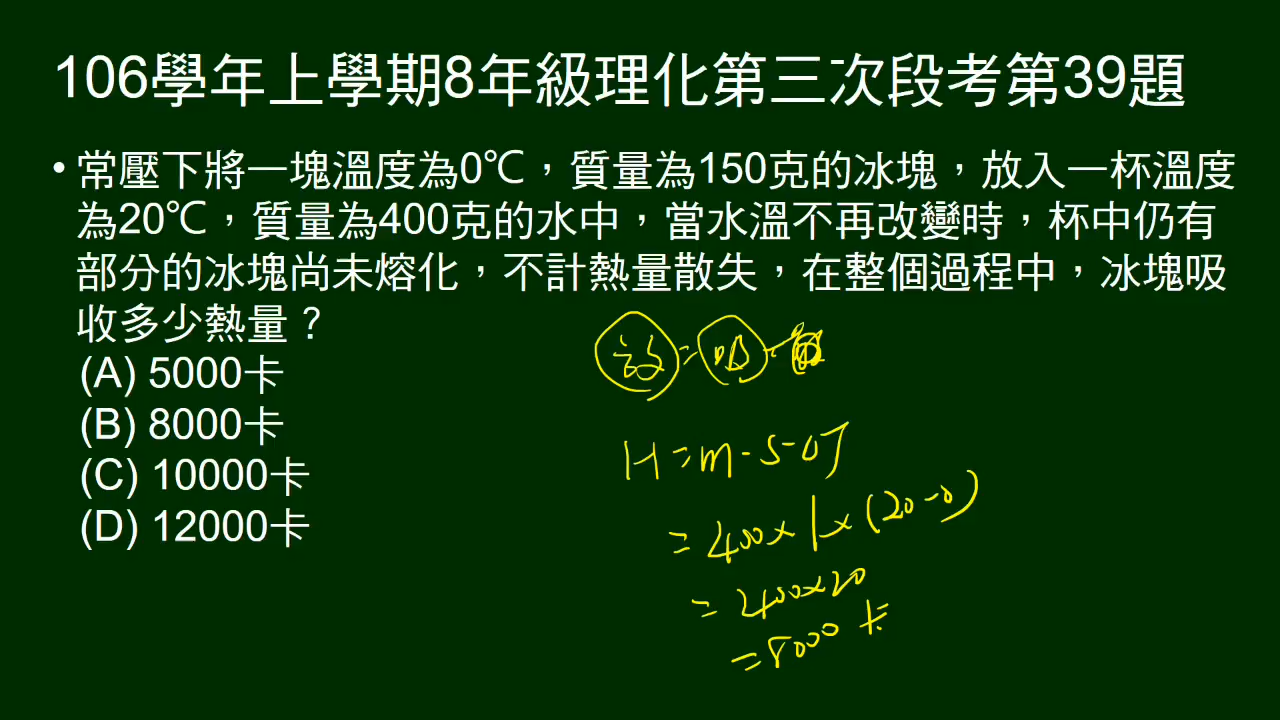 106學年上學期8年級理化第三次段考第39題
• 常壓下將一塊溫度為0℃，質量為150克的冰塊，放入一杯溫度
為20℃，質量為400克的水中，當水溫不再改變時，杯中仍有
部分的冰塊尚未熔化，不計熱量散失，在整個過程中，冰塊吸
收多少熱量？
(A) 5000卡
(B) 8000卡
(C) 10000卡
(D) 12000卡
放=吸
H=m·S·ΔT
=400×1×(20-0)
=400×20
=8000卡